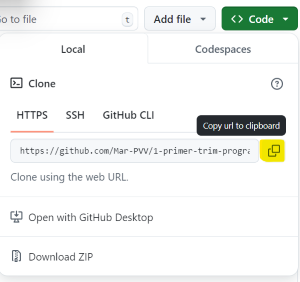 Go to file t Add file Code
Local Codespaces
Clone
HTTPS SSH GitHub CLI
Copy url to clipboard
https://github.com/Mar-PVV/1-primer-trim-progra
Clone using the web URL.
Open with GitHub Desktop
Download ZIP